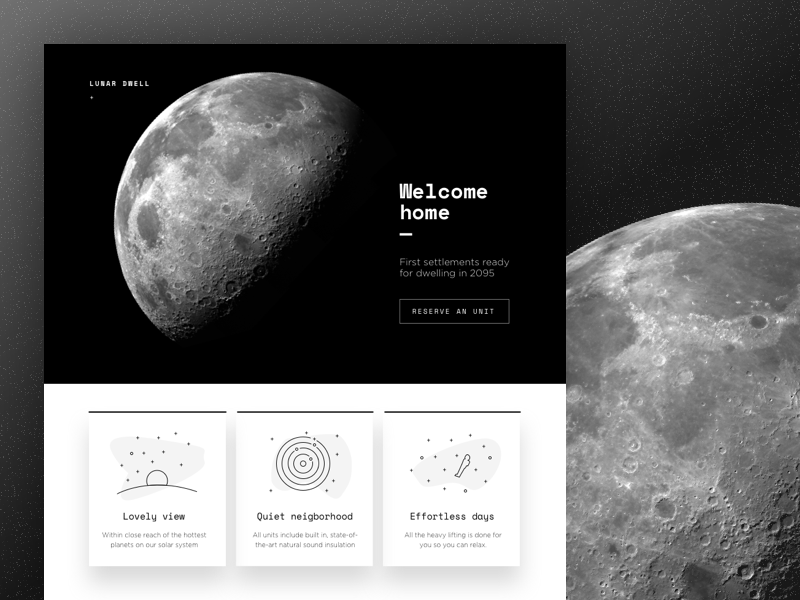 LUNAR DWELL
Welcome
home
First settlements ready
for dwelling in 2095
RESERVE AN UNIT
Lovely view
Within close reach of the hottest
planets on our solar system
Quiet neigborhood
All units include built in, state-of-
the-art natural sound insulation
Effortless days
All the heavy lifting is done for
you so you can relax.